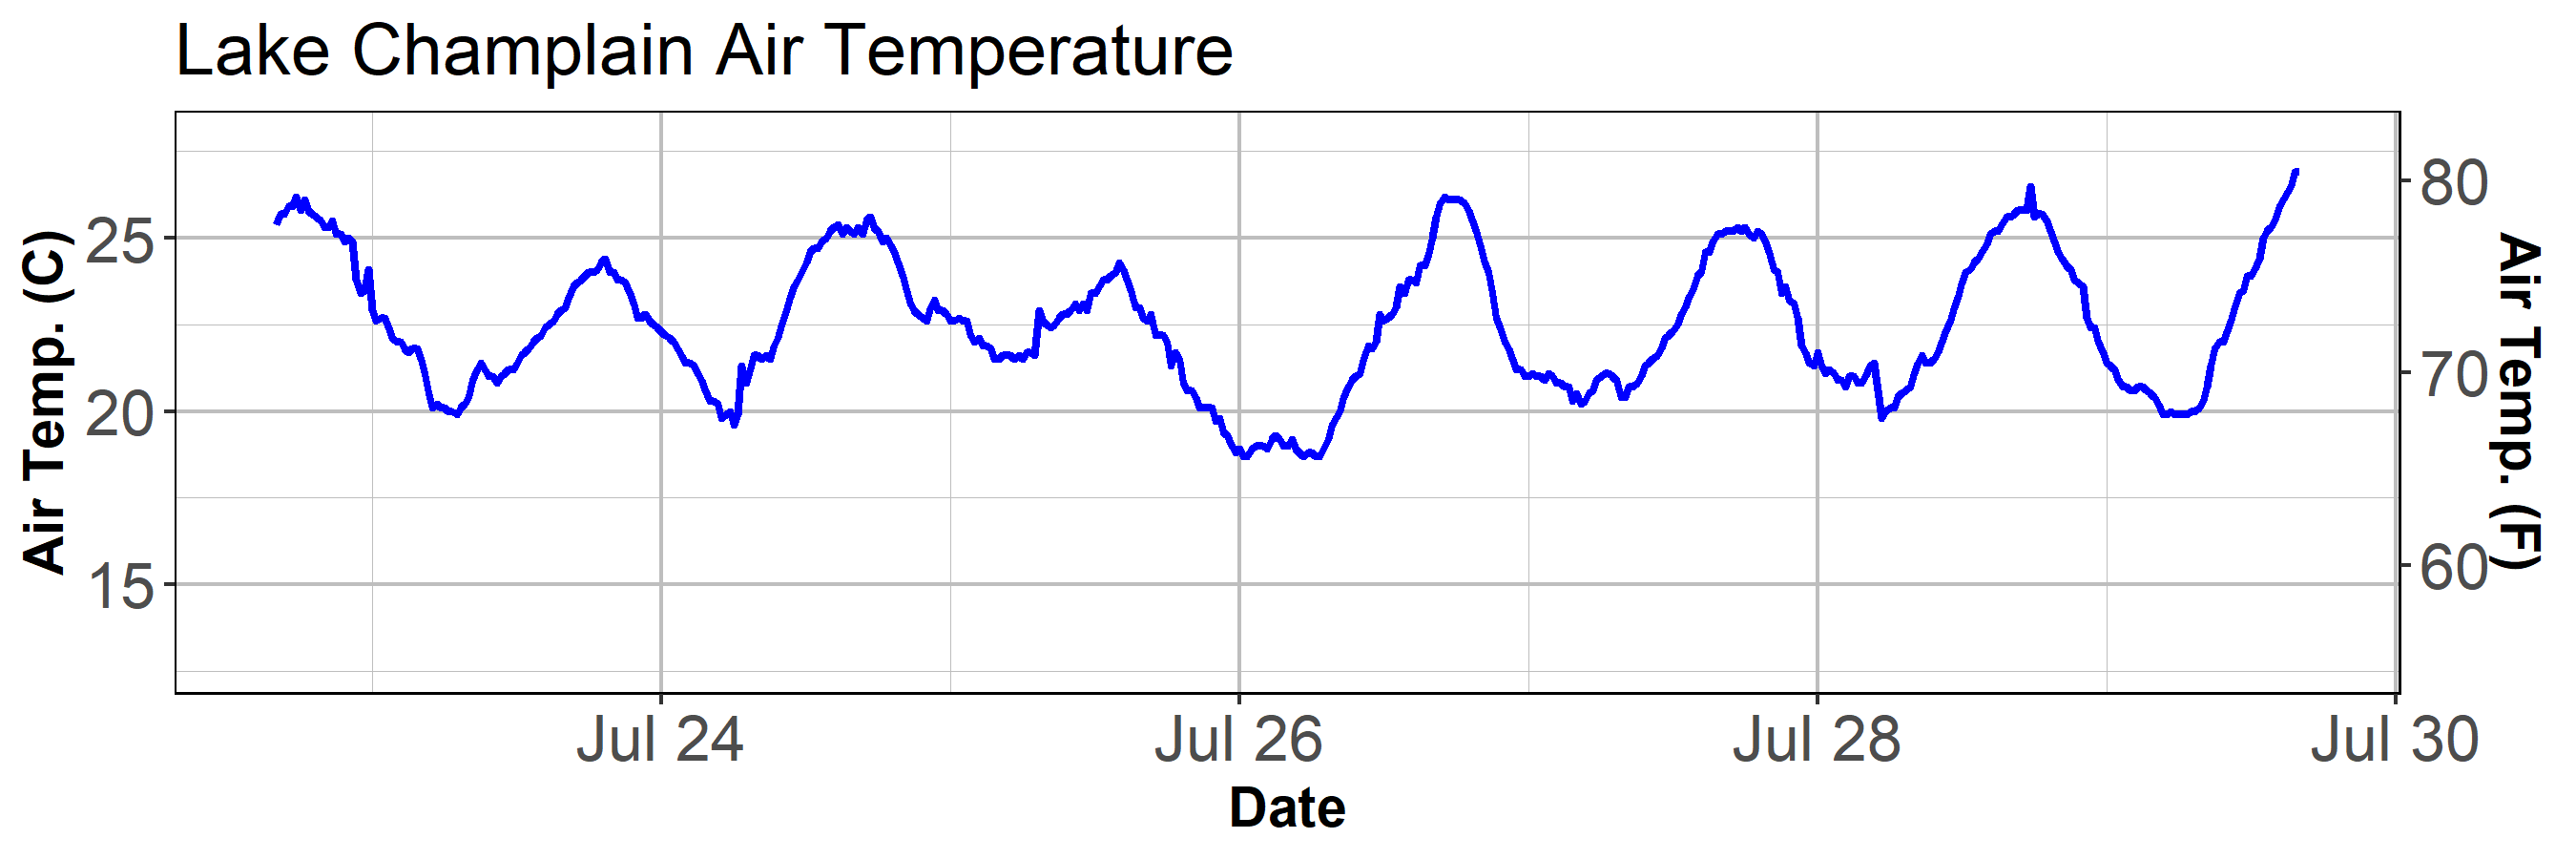 Lake Champlain Air Temperature
Air Temp. (C)
25
20
15
80
70
60
Air Temp. (F)
Jul 24
Jul 26
Jul 28
Jul 30
Date